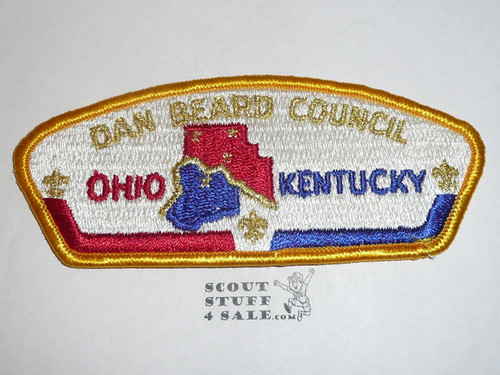 DAN BEARD COUNCIL
OHIO KENTUCKY
SCOUT
STUFF
4 SALE.COM